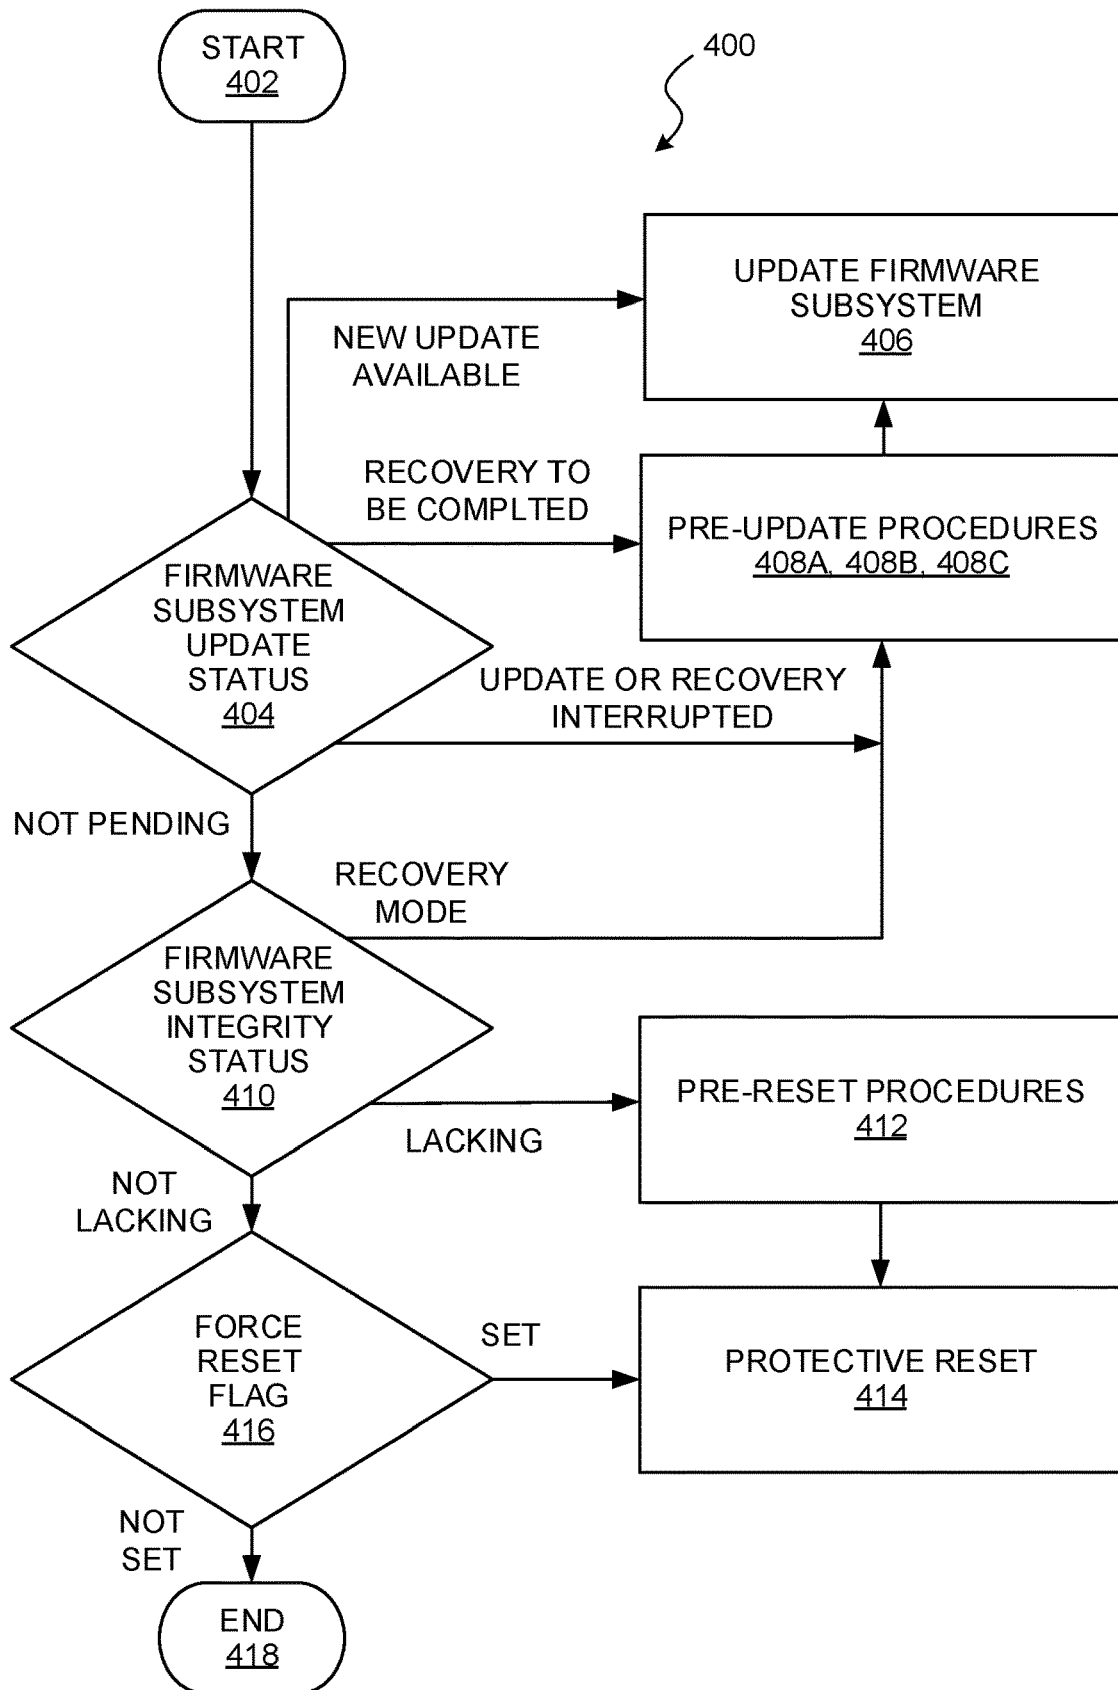 START
402
400
UPDATE FIRMWARE
SUBSYSTEM
406
NEW UPDATE
AVAILABLE
RECOVERY TO
BE COMPLTED
PRE-UPDATE PROCEDURES
408A, 408B, 408C
FIRMWARE
SUBSYSTEM
UPDATE
STATUS
404
UPDATE OR RECOVERY
INTERRUPTED
NOT PENDING
RECOVERY
MODE
FIRMWARE
SUBSYSTEM
INTEGRITY
STATUS
410
PRE-RESET PROCEDURES
412
LACKING
NOT
LACKING
FORCE
RESET
FLAG
416
SET
PROTECTIVE RESET
414
NOT
SET
END
418